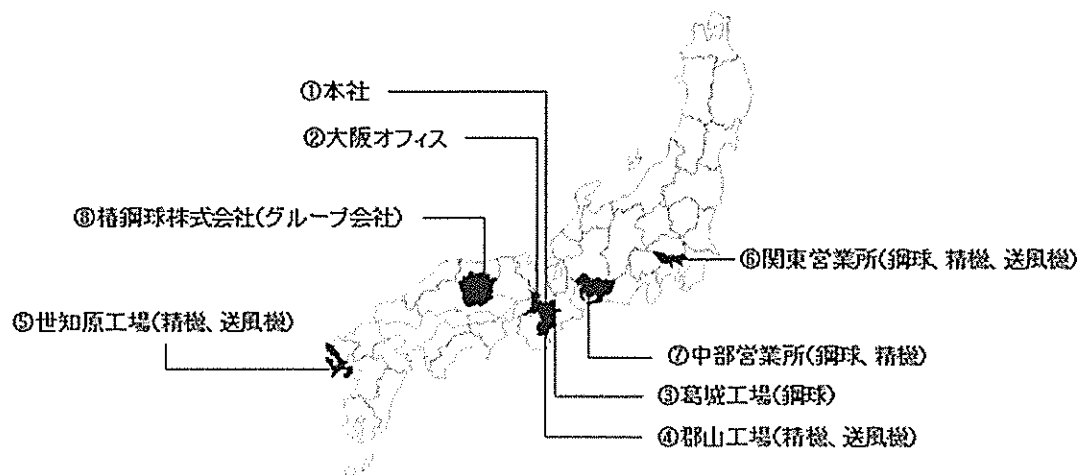 ①本社
②大阪オフィス
⑧椿鋼球株式会社(グループ会社)
⑥関東営業所(鋼球、精機、送風機)
⑤世知原工場(精機、送風機)
⑦中部営業所(鋼球、精機)
③葛城工場(鋼球)
④郡山工場(精機、送風機)